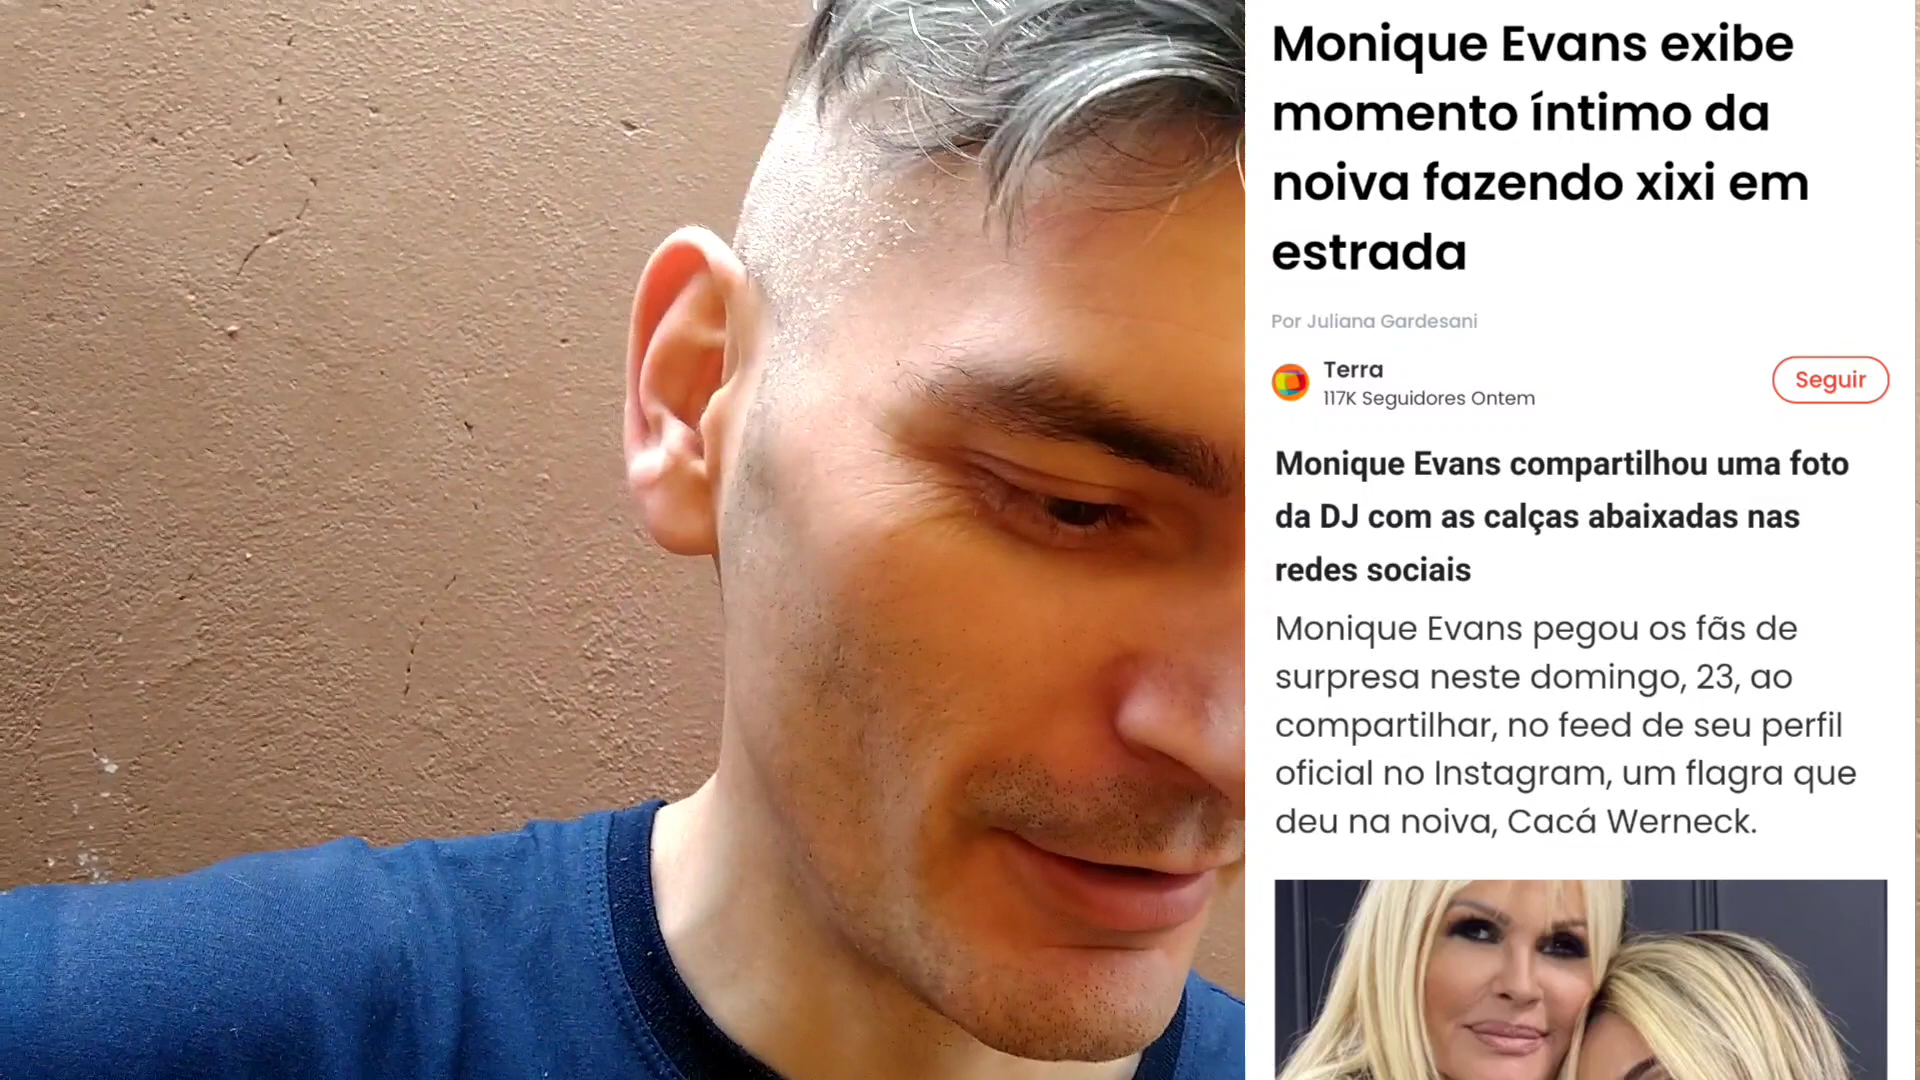 Monique Evans exibe
momento íntimo da
noiva fazendo xixi em
estrada
Por Juliana Gardesani
Terra
117K Seguidores Ontem
Seguir
Monique Evans compartilhou uma foto
da DJ com as calças abaixadas nas
redes sociais
Monique Evans pegou os fãs de
surpresa neste domingo, 23, ao
compartilhar, no feed de seu perfil
oficial no Instagram, um flagra que
deu na noiva, Cacá Werneck.